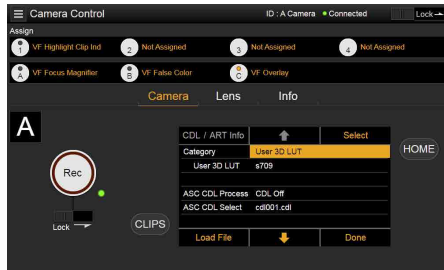 Camera Control
ID : A Camera
Connected
Lock
Assign
1 VF Highlight Clip Ind
2 Not Assigned
3 Not Assigned
4 Not Assigned
A VF Focus Magnifier
B VF False Color
C VF Overlay
Camera Lens Info
A
CDL / ART Info Select
Category User 3D LUT
User 3D LUT s709
ASC CDL Process CDL Off
ASC CDL Select cdl001.cdl
Load File Done
Rec
Lock
CLIPS
HOME